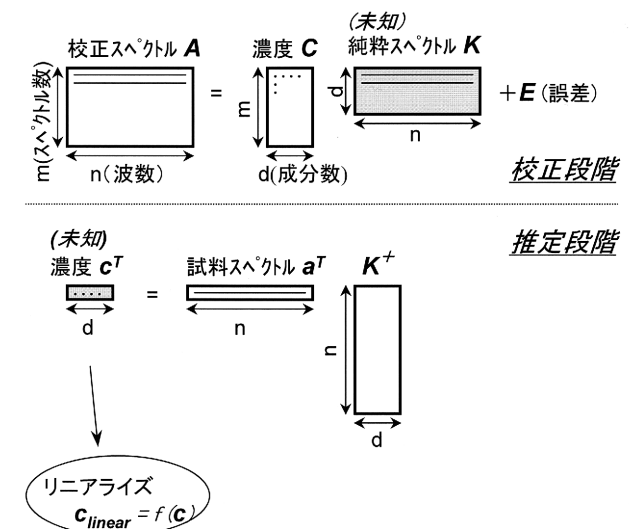 (未知)
校正スペクトル A
濃度 C
純粋スペクトル K
m(スペクトル数)
=
m
d
+E (誤差)
n
n(波数)
d(成分数)
校正段階
推定段階
(未知)
濃度 cᵀ
試料スペクトル aᵀ
K⁺
=
d
n
n
d
リニアライズ
c_linear = f(c)